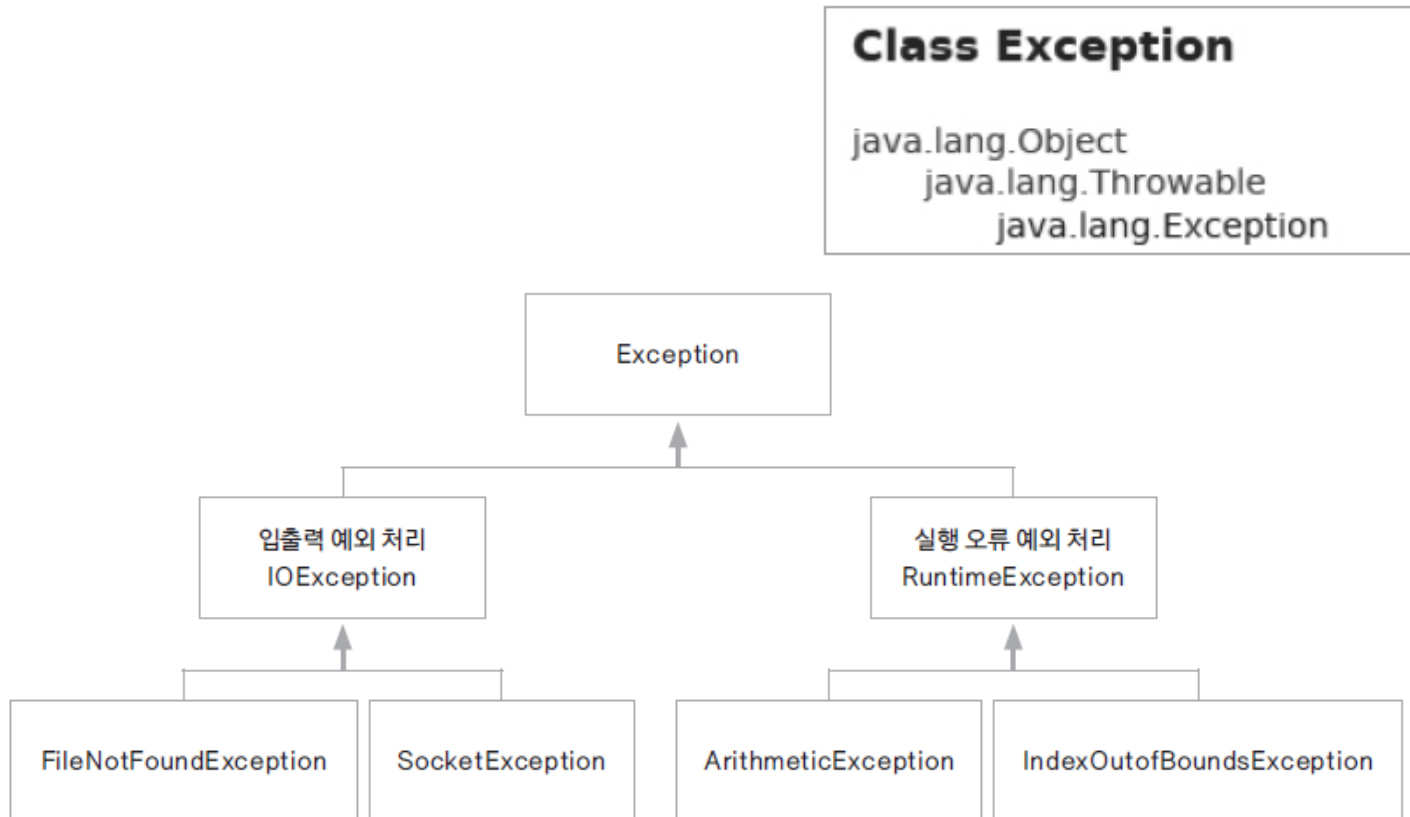 Class Exception
java.lang.Object
java.lang.Throwable
java.lang.Exception
Exception
입출력 예외 처리
IOException
실행 오류 예외 처리
RuntimeException
FileNotFoundException
SocketException
ArithmeticException
IndexOutofBoundsException